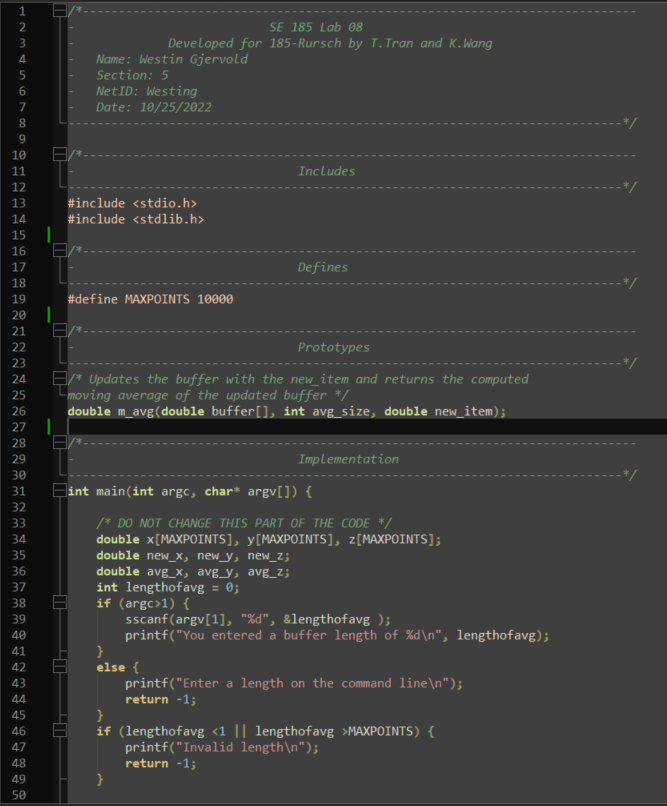 1 /*-----------------------------------------------------------------------------
2 - SE 185 Lab 08
3 - Developed for 185-Rursch by T.Tran and K.Wang
4 - Name: Westin Gjervold
5 - Section: 5
6 - NetID: Westing
7 - Date: 10/25/2022
8 -----------------------------------------------------------------------------*/
9
10 /*-----------------------------------------------------------------------------
11 - Includes
12 -----------------------------------------------------------------------------*/
13 #include <stdio.h>
14 #include <stdlib.h>
15
16 /*-----------------------------------------------------------------------------
17 - Defines
18 -----------------------------------------------------------------------------*/
19 #define MAXPOINTS 10000
20
21 /*-----------------------------------------------------------------------------
22 - Prototypes
23 -----------------------------------------------------------------------------*/
24 /* Updates the buffer with the new_item and returns the computed
25 moving average of the updated buffer */
26 double m_avg(double buffer[], int avg_size, double new_item);
27
28 /*-----------------------------------------------------------------------------
29 - Implementation
30 -----------------------------------------------------------------------------*/
31 int main(int argc, char* argv[]) {
32
33 /* DO NOT CHANGE THIS PART OF THE CODE */
34 double x[MAXPOINTS], y[MAXPOINTS], z[MAXPOINTS];
35 double new_x, new_y, new_z;
36 double avg_x, avg_y, avg_z;
37 int lengthofavg = 0;
38 if (argc>1) {
39 sscanf(argv[1], "%d", &lengthofavg );
40 printf("You entered a buffer length of %d\n", lengthofavg);
41 }
42 else {
43 printf("Enter a length on the command line\n");
44 return -1;
45 }
46 if (lengthofavg <1 || lengthofavg >MAXPOINTS) {
47 printf("Invalid length\n");
48 return -1;
49 }
50